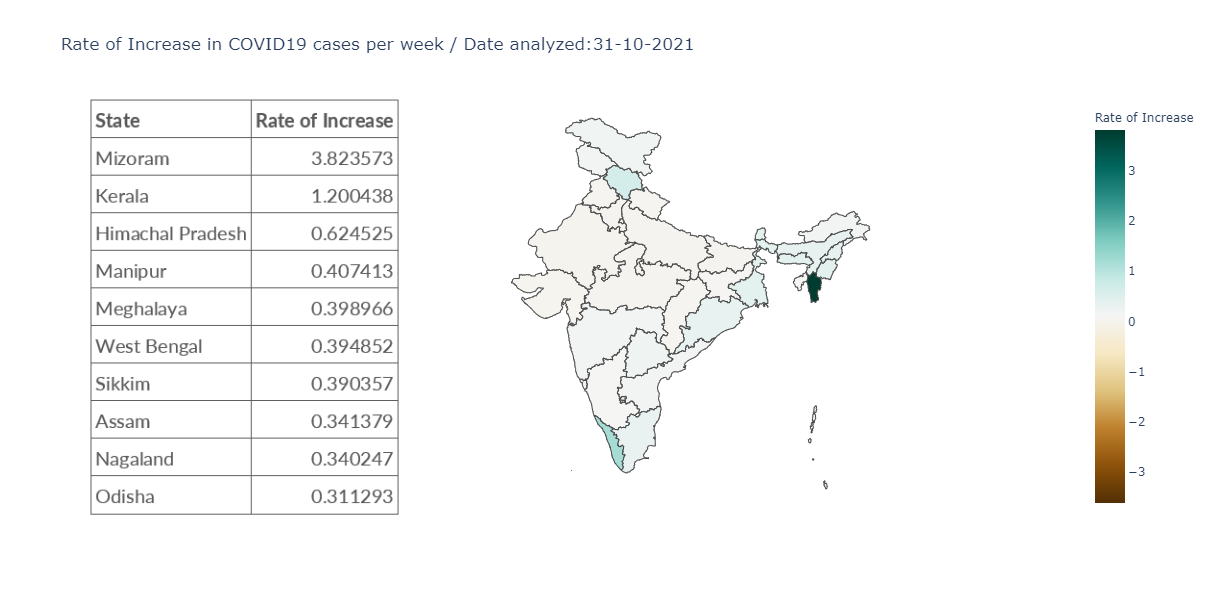 Rate of Increase in COVID19 cases per week / Date analyzed:31-10-2021
State Rate of Increase
Mizoram 3.823573
Kerala 1.200438
Himachal Pradesh 0.624525
Manipur 0.407413
Meghalaya 0.398966
West Bengal 0.394852
Sikkim 0.390357
Assam 0.341379
Nagaland 0.340247
Odisha 0.311293
Rate of Increase
3
2
1
0
−1
−2
−3